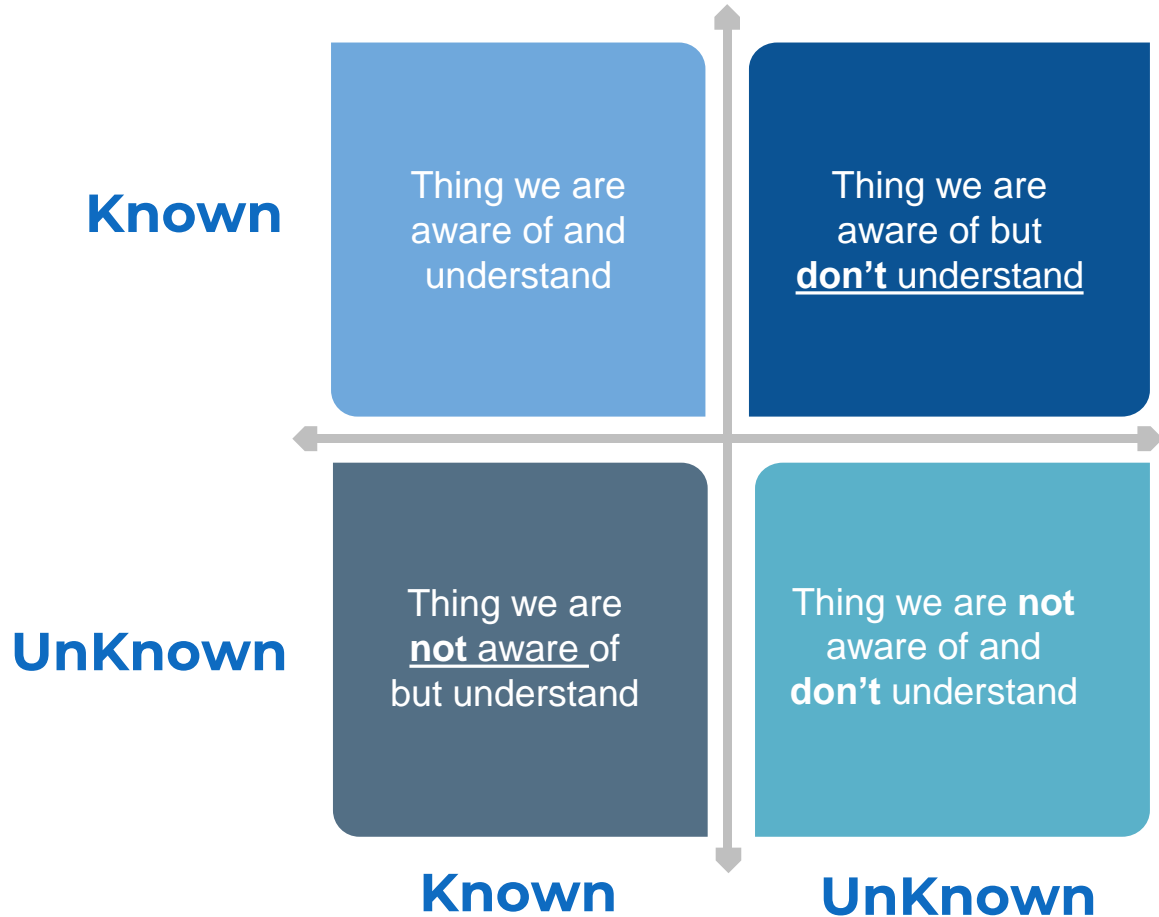 Known
Thing we are
aware of and
understand
Thing we are
aware of but
don’t understand
UnKnown
Thing we are
not aware of
but understand
Thing we are not
aware of and
don’t understand
Known
UnKnown